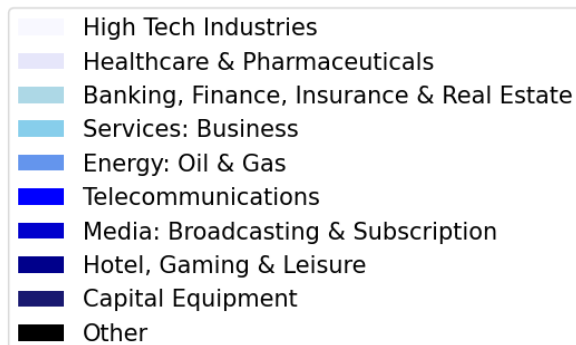 High Tech Industries
Healthcare & Pharmaceuticals
Banking, Finance, Insurance & Real Estate
Services: Business
Energy: Oil & Gas
Telecommunications
Media: Broadcasting & Subscription
Hotel, Gaming & Leisure
Capital Equipment
Other